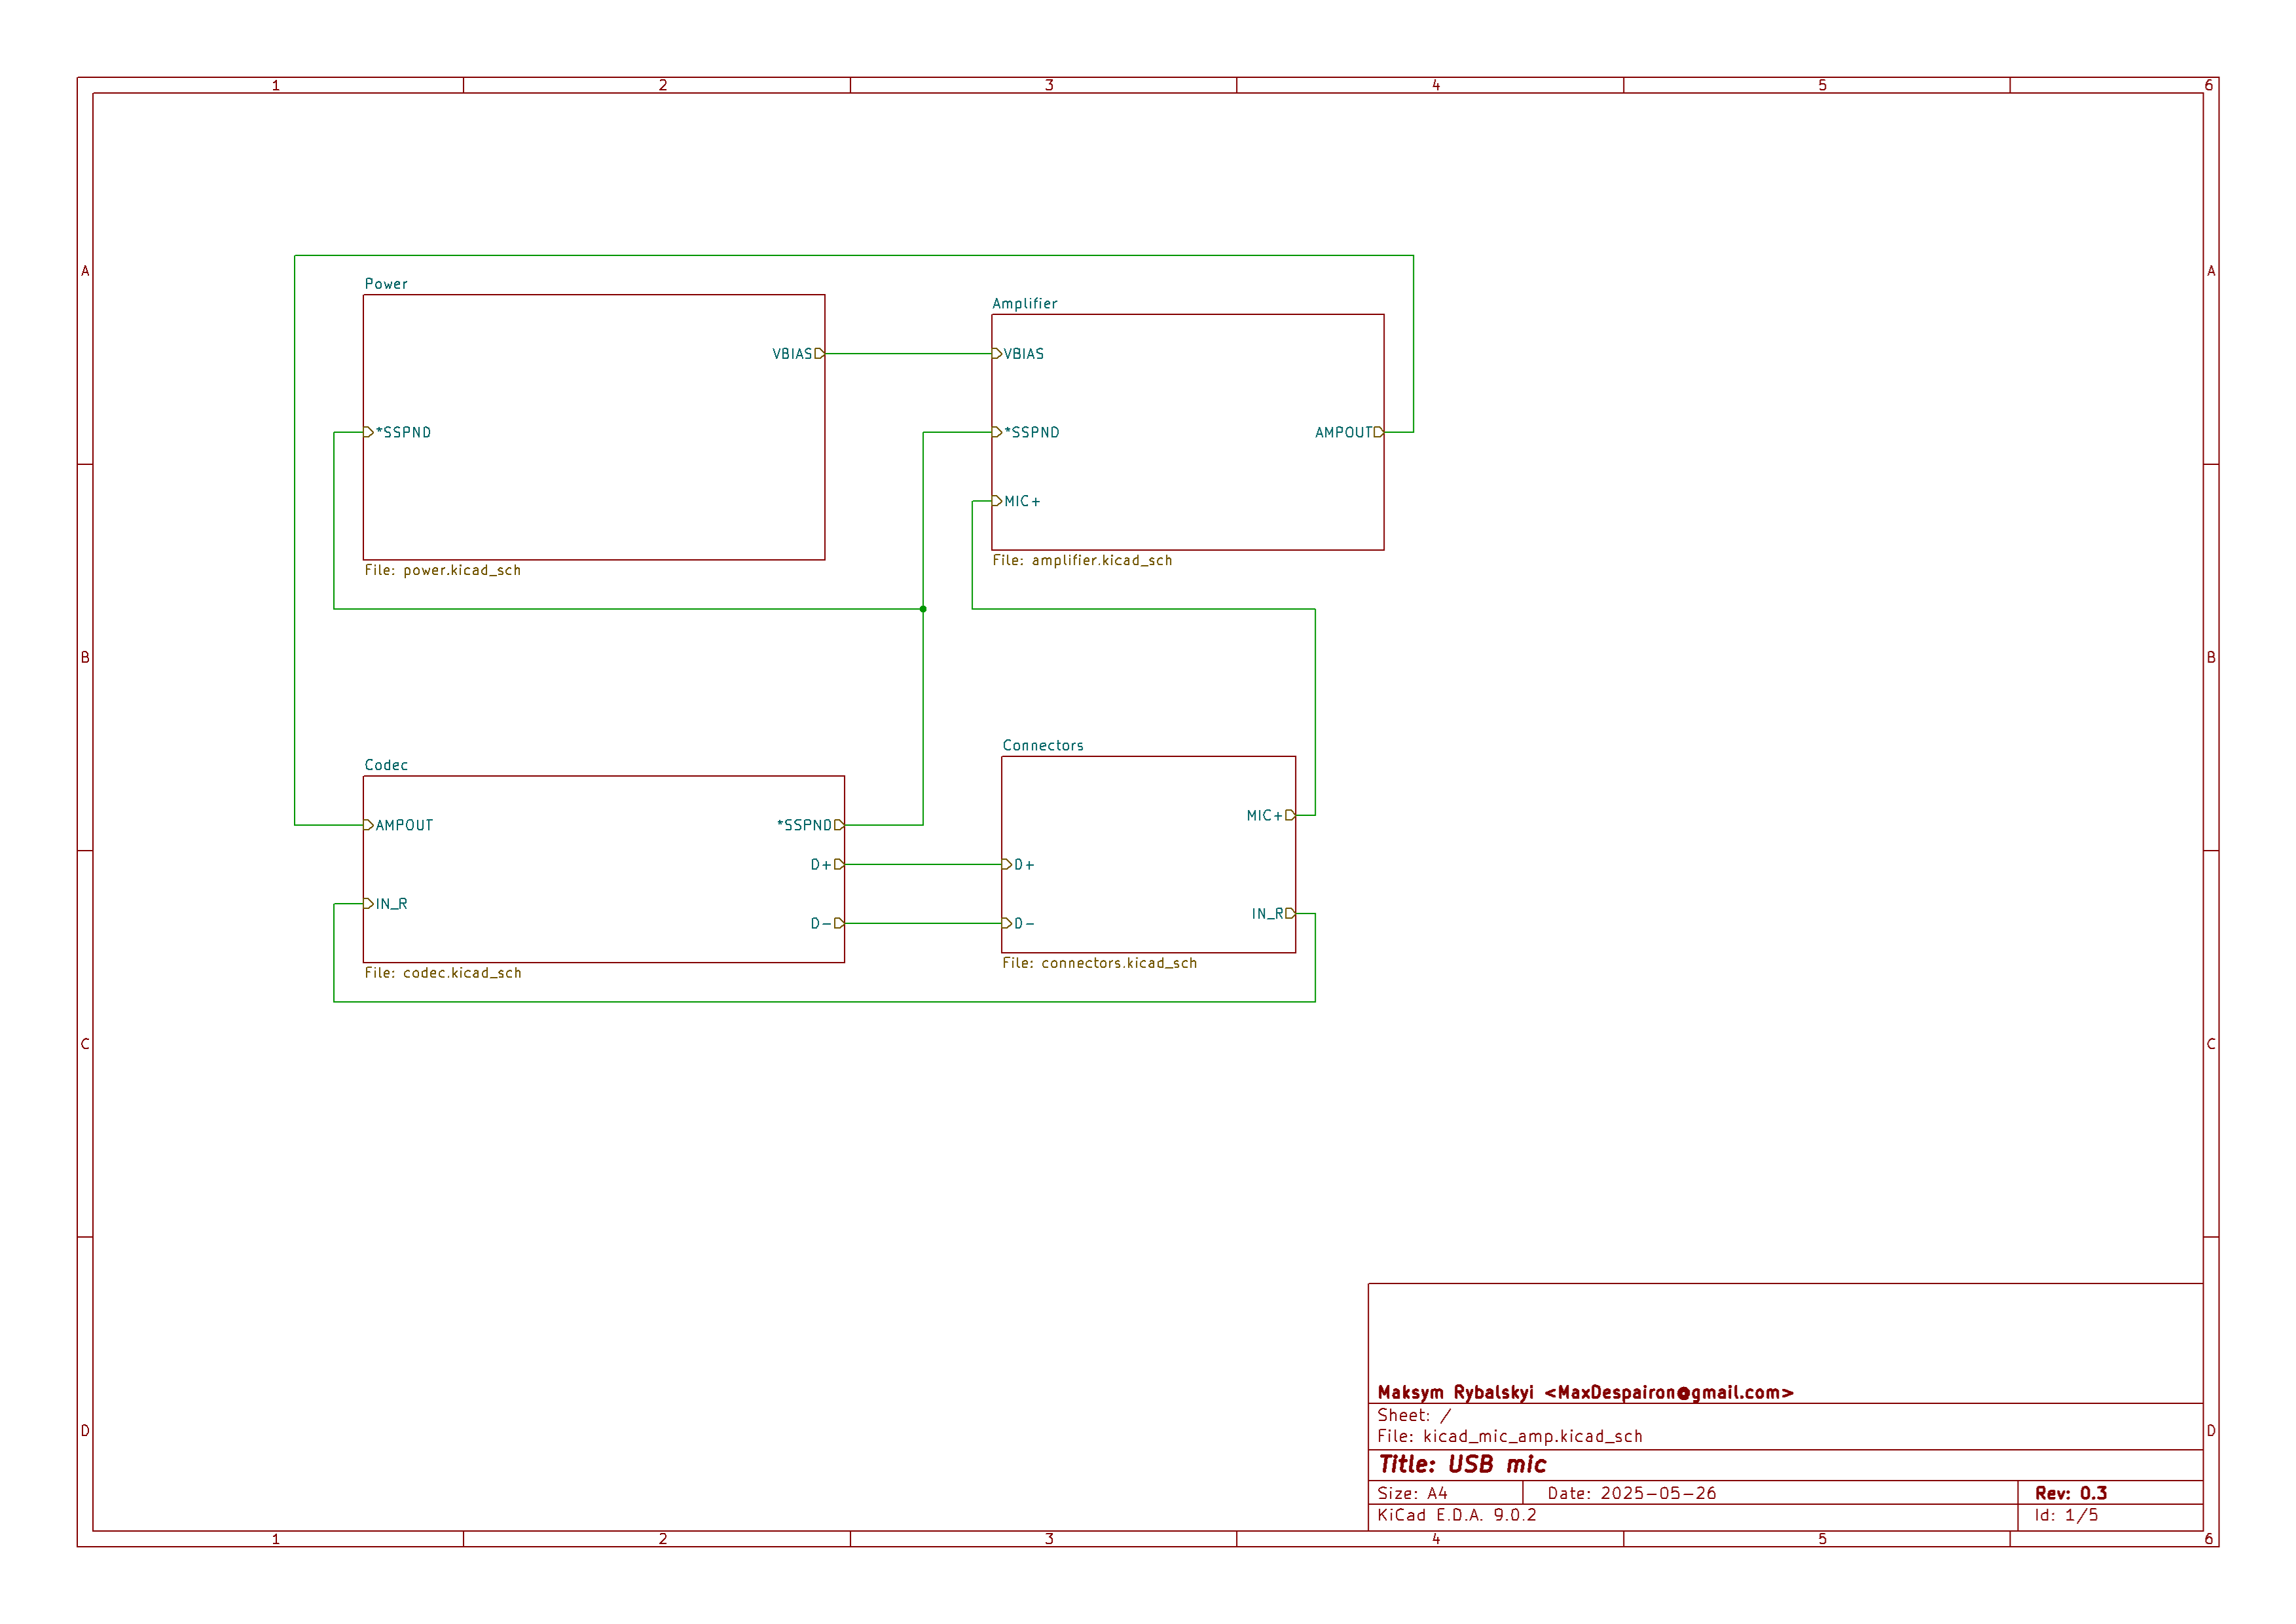 1 2 3 4 5 6
A A
Power
Amplifier
VBIAS VBIAS
*SSPND *SSPND AMPOUT
MIC+
File: amplifier.kicad_sch
File: power.kicad_sch
B B
Connectors
Codec
MIC+
AMPOUT *SSPND
D+ D+
IN_R IN_R
D- D-
File: connectors.kicad_sch
File: codec.kicad_sch
C C
Maksym Rybalskyi <MaxDespairon@gmail.com>
Sheet: /
D D
File: kicad_mic_amp.kicad_sch
Title: USB mic
Size: A4 Date: 2025-05-26 Rev: 0.3
KiCad E.D.A. 9.0.2 Id: 1/5
1 2 3 4 5 6